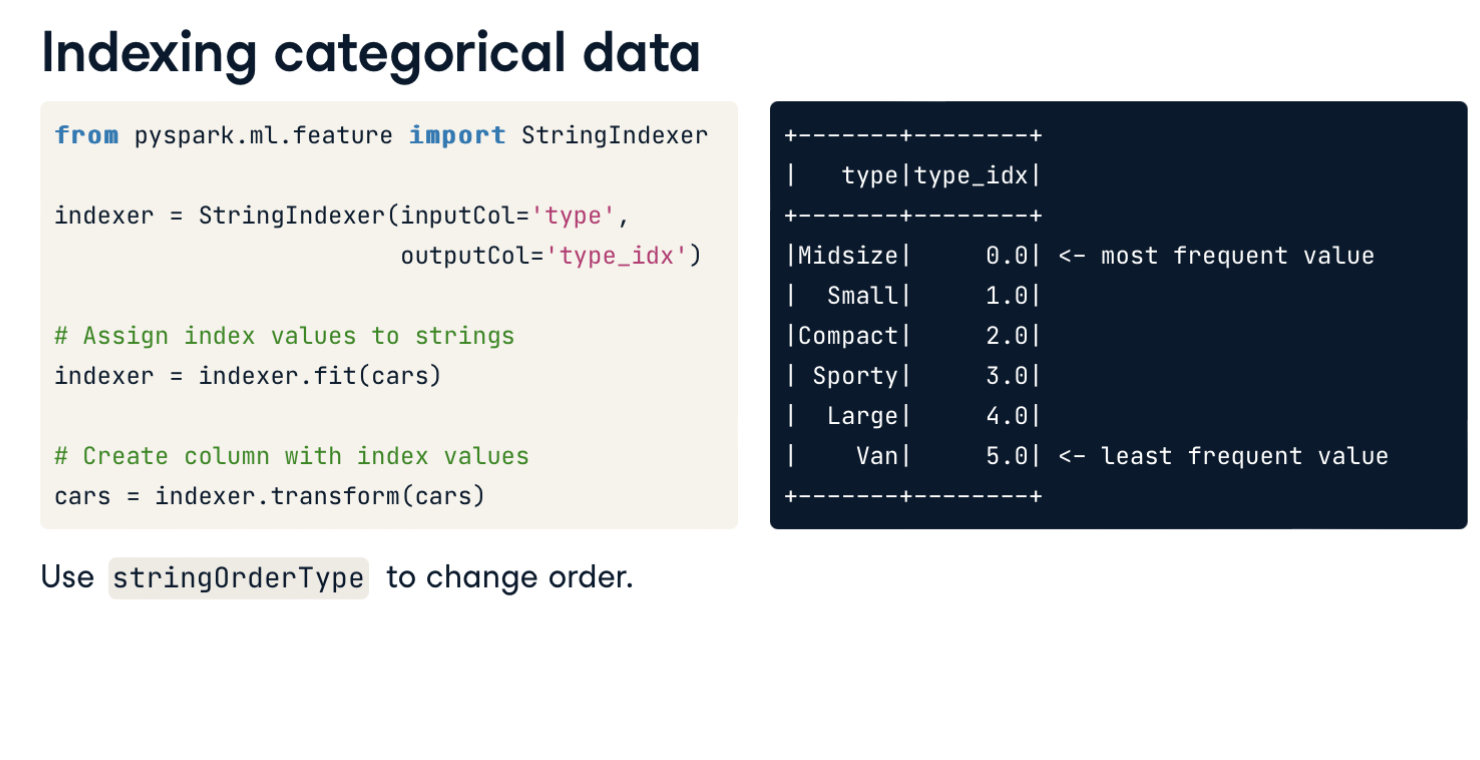 Indexing categorical data
from pyspark.ml.feature import StringIndexer
indexer = StringIndexer(inputCol='type',
                        outputCol='type_idx')
# Assign index values to strings
indexer = indexer.fit(cars)
# Create column with index values
cars = indexer.transform(cars)
+-------+--------+
|   type|type_idx|
+-------+--------+
|Midsize|     0.0| <- most frequent value
|  Small|     1.0|
|Compact|     2.0|
| Sporty|     3.0|
|  Large|     4.0|
|    Van|     5.0| <- least frequent value
+-------+--------+
Use stringOrderType to change order.